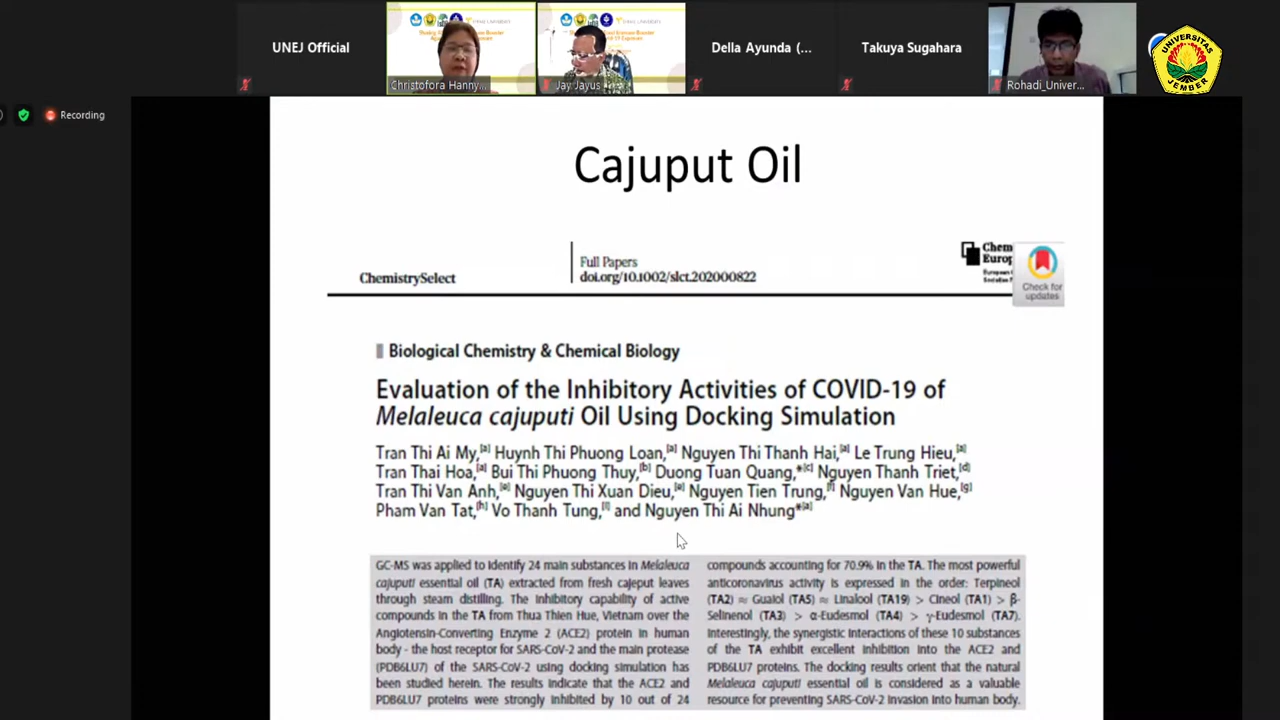 UNEJ Official
Christofora Hanny...
Jay Jayus
Della Ayunda (...
Takuya Sugahara
Rohadi_Univer...
UNIVERSITAS
JEMBER
Recording
Cajuput Oil
ChemistrySelect
Full Papers
doi.org/10.1002/slct.202000822
Chem
Europ
European
Societies
Check for
updates
Biological Chemistry & Chemical Biology
Evaluation of the Inhibitory Activities of COVID-19 of
Melaleuca cajuputi Oil Using Docking Simulation
Tran Thi Ai My,[a] Huynh Thi Phuong Loan,[a] Nguyen Thi Thanh Hai,[a] Le Trung Hieu,[a]
Tran Thai Hoa,[a] Bui Thi Phuong Thuy,[b] Duong Tuan Quang,*[c] Nguyen Thanh Triet,[d]
Tran Thi Van Anh,[e] Nguyen Thi Xuan Dieu,[e] Nguyen Tien Trung,[f] Nguyen Van Hue,[g]
Pham Van Tat,[h] Vo Thanh Tung,[i] and Nguyen Thi Ai Nhung*[a]
GC-MS was applied to identify 24 main substances in Melaleuca
cajuputi essential oil (TA) extracted from fresh cajeput leaves
through steam distilling. The inhibitory capability of active
compounds in the TA from Thua Thien Hue, Vietnam over the
Angiotensin-Converting Enzyme 2 (ACE2) protein in human
body - the host receptor for SARS-CoV-2 and the main protease
(PDB6LU7) of the SARS-CoV-2 using docking simulation has
been studied herein. The results indicate that the ACE2 and
PDB6LU7 proteins were strongly inhibited by 10 out of 24
compounds accounting for 70.9% in the TA. The most powerful
anticoronavirus activity is expressed in the order: Terpineol
(TA2) ≈ Guaiol (TA5) ≈ Linalool (TA19) > Cineol (TA1) > β-
Selinenol (TA3) > α-Eudesmol (TA4) > γ-Eudesmol (TA7).
Interestingly, the synergistic interactions of these 10 substances
of the TA exhibit excellent inhibition into the ACE2 and
PDB6LU7 proteins. The docking results orient that the natural
Melaleuca cajuputi essential oil is considered as a valuable
resource for preventing SARS-CoV-2 invasion into human body.